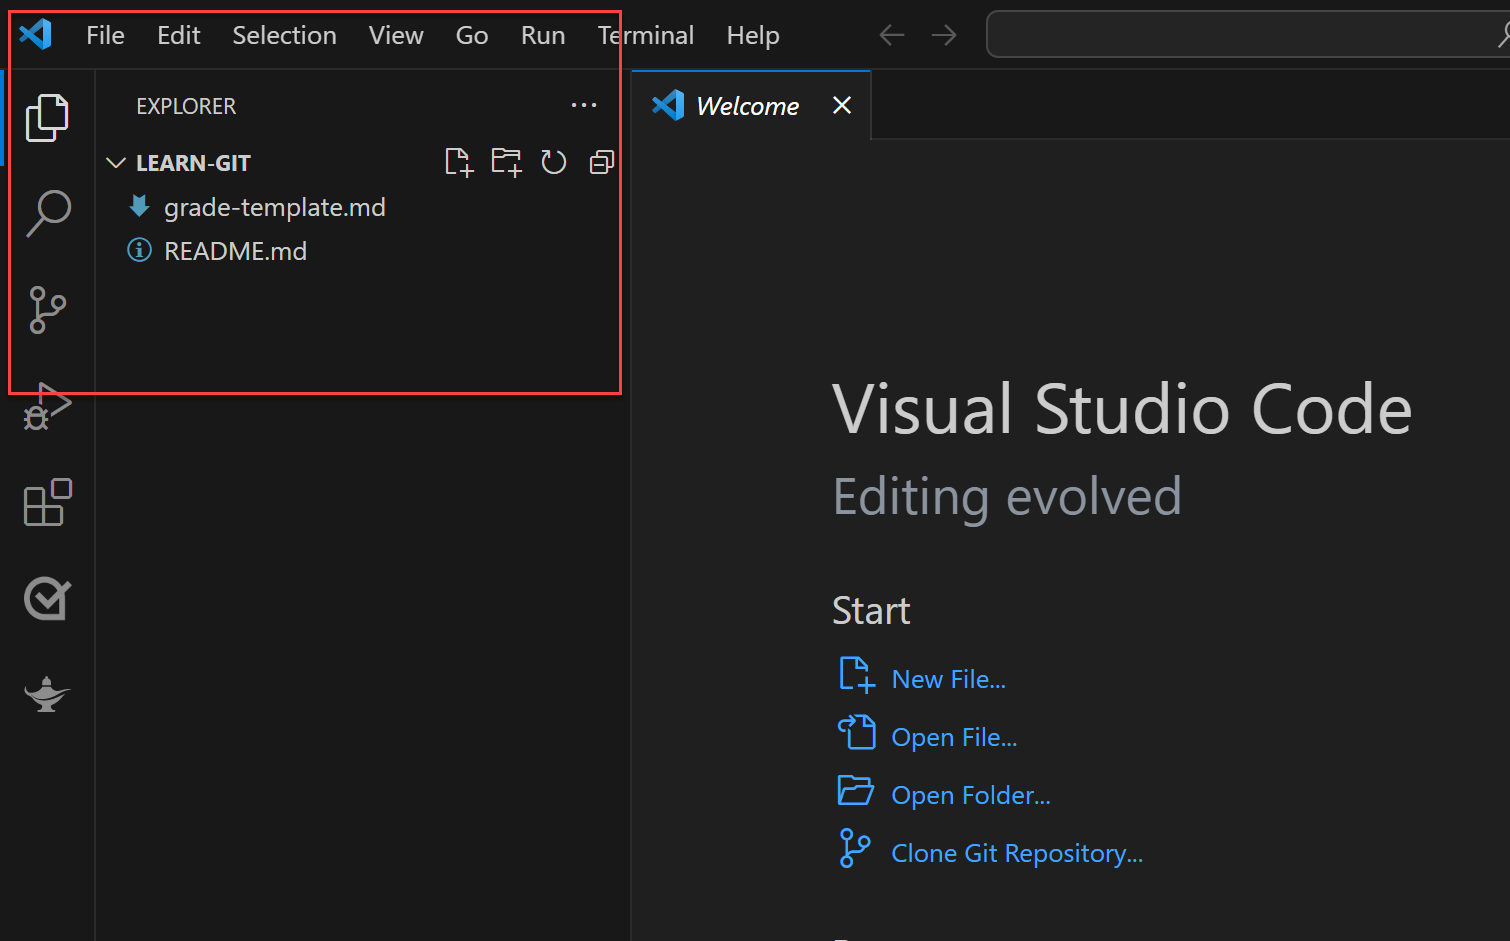 File Edit Selection View Go Run Terminal Help
EXPLORER
LEARN-GIT
grade-template.md
README.md
Welcome
Visual Studio Code
Editing evolved
Start
New File...
Open File...
Open Folder...
Clone Git Repository...